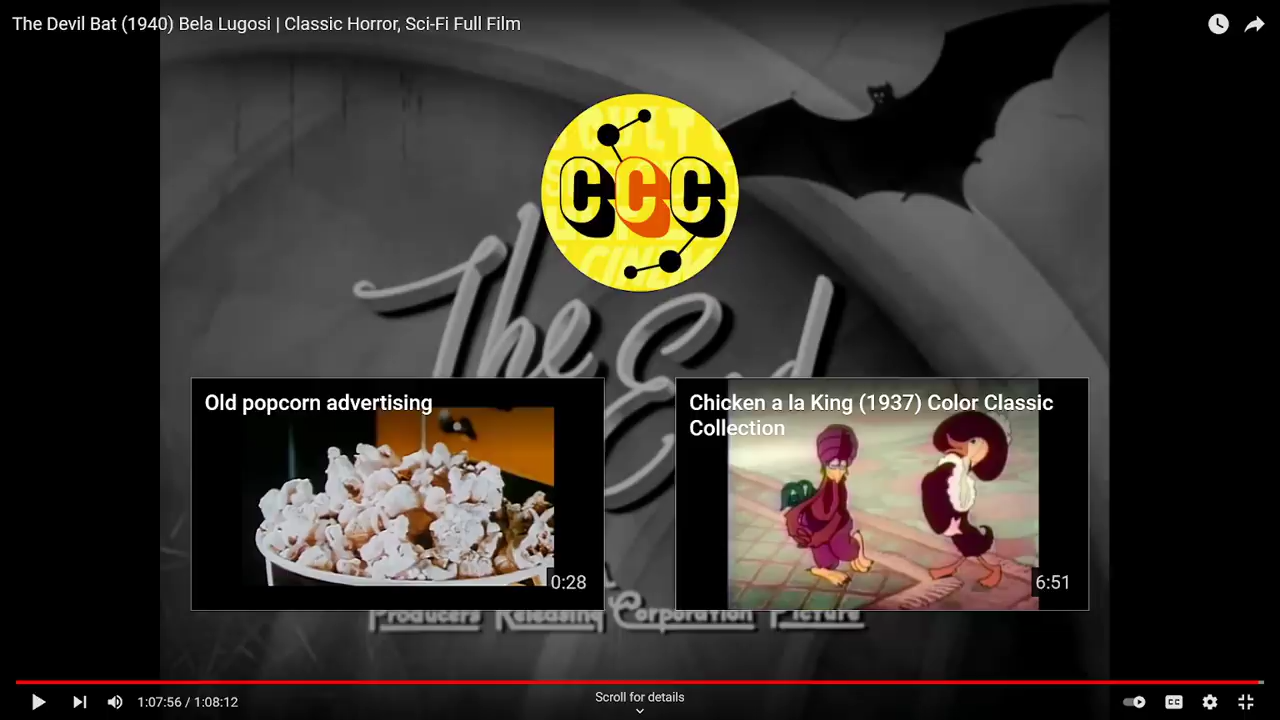 The Devil Bat (1940) Bela Lugosi | Classic Horror, Sci-Fi Full Film
CCC
The End
Old popcorn advertising
0:28
Chicken a la King (1937) Color Classic
Collection
6:51
Producers Releasing Corporation Picture
1:07:56 / 1:08:12
Scroll for details
CC